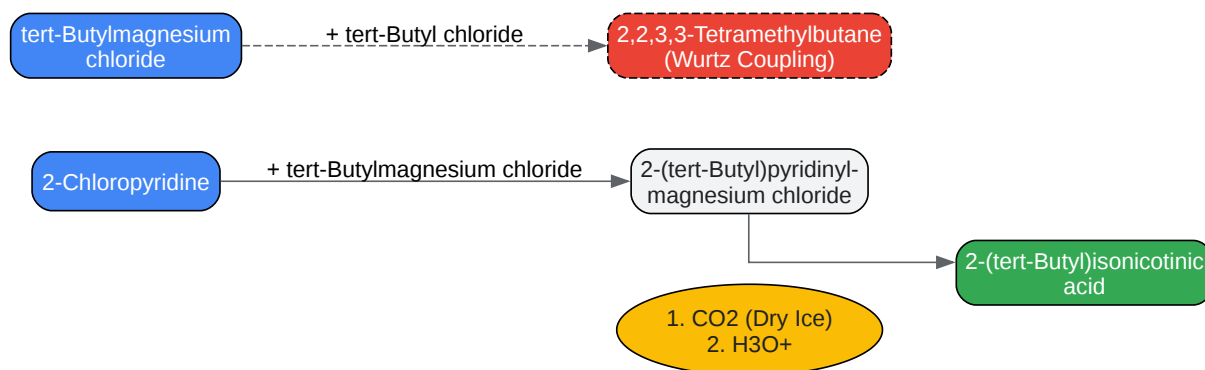 tert-Butylmagnesium
chloride
+ tert-Butyl chloride
2,2,3,3-Tetramethylbutane
(Wurtz Coupling)
2-Chloropyridine
+ tert-Butylmagnesium chloride
2-(tert-Butyl)pyridinyl-
magnesium chloride
2-(tert-Butyl)isonicotinic
acid
1. CO2 (Dry Ice)
2. H3O+